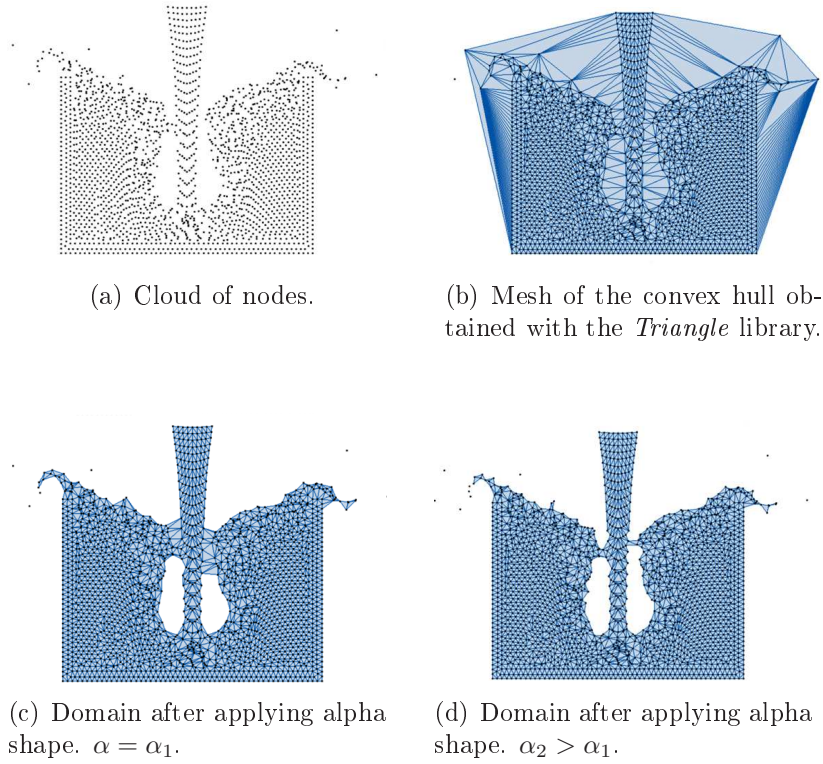 (a) Cloud of nodes.
(b) Mesh of the convex hull ob-
tained with the Triangle library.
(c) Domain after applying alpha
shape. α = α₁.
(d) Domain after applying alpha
shape. α₂ > α₁.